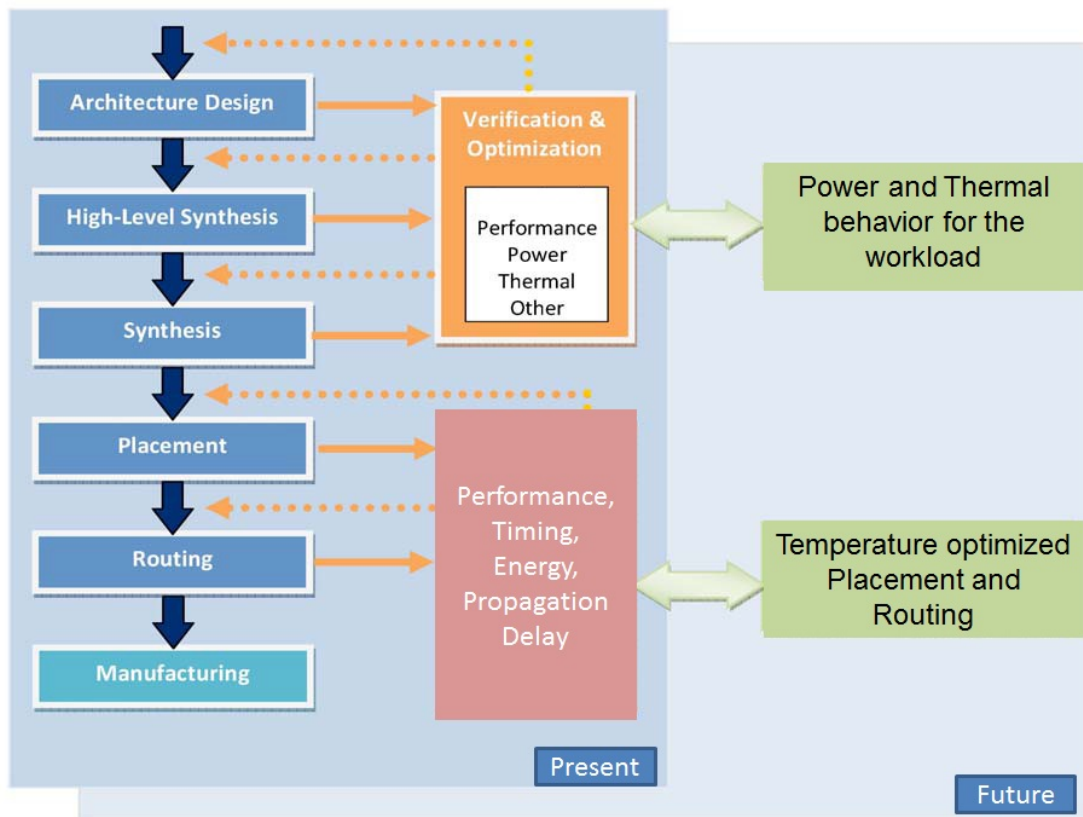 Architecture Design
High-Level Synthesis
Synthesis
Placement
Routing
Manufacturing
Verification &
Optimization
Performance
Power
Thermal
Other
Performance,
Timing,
Energy,
Propagation
Delay
Present
Power and Thermal
behavior for the
workload
Temperature optimized
Placement and
Routing
Future